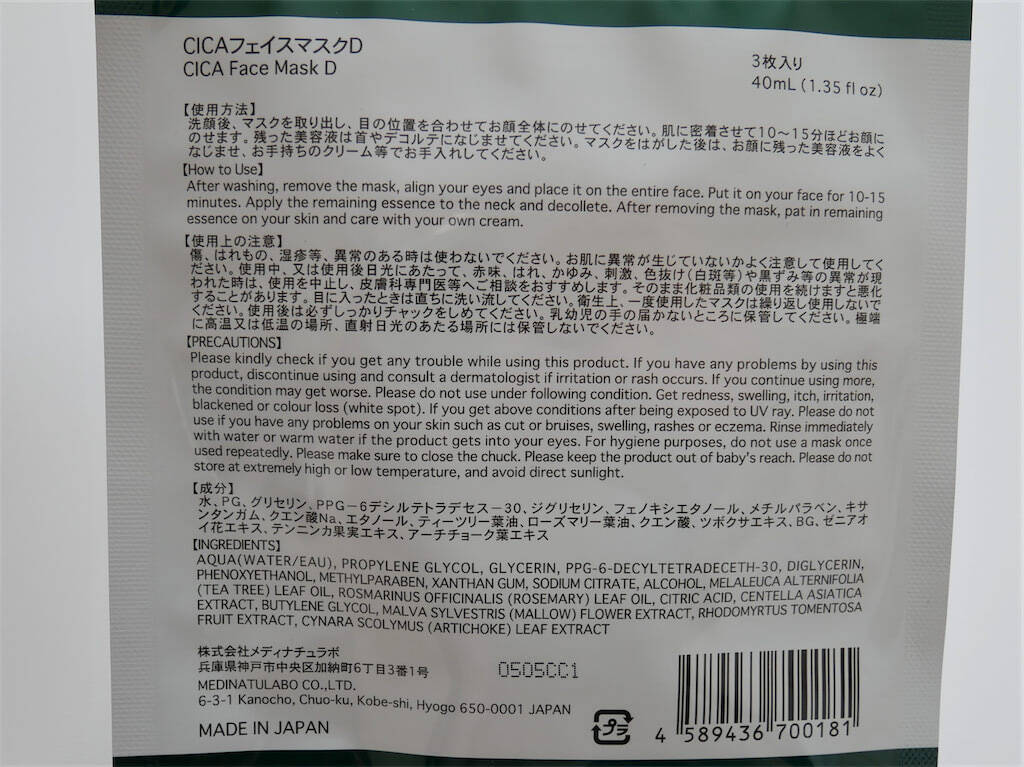 CICAフェイスマスクD
CICA Face Mask D
3枚入り
40mL (1.35 fl oz)
【使用方法】
洗顔後、マスクを取り出し、目の位置を合わせてお顔全体にのせてください。肌に密着させて10～15分ほどお顔に
のせます。残った美容液は首やデコルテになじませてください。マスクをはがした後は、お顔に残った美容液をよく
なじませ、お手持ちのクリーム等でお手入れしてください。
【How to Use】
After washing, remove the mask, align your eyes and place it on the entire face. Put it on your face for 10-15
minutes. Apply the remaining essence to the neck and decollete. After removing the mask, pat in remaining
essence on your skin and care with your own cream.
【使用上の注意】
傷、はれもの、湿疹等、異常のある時は使わないでください。お肌に異常が生じていないかよく注意して使用してく
ださい。使用中、又は使用後日光にあたって、赤味、はれ、かゆみ、刺激、色抜け(白斑等)や黒ずみ等の異常が現
われた時は、使用を中止し、皮膚科専門医等へご相談をおすすめします。そのまま化粧品類の使用を続けますと悪化
することがあります。目に入ったときは直ちに洗い流してください。衛生上、一度使用したマスクは繰り返し使用しないで
ください。使用後は必ずしっかりチャックをしめてください。乳幼児の手の届かないところに保管してください。極端
に高温又は低温の場所、直射日光のあたる場所には保管しないでください。
【PRECAUTIONS】
Please kindly check if you get any trouble while using this product. If you have any problems by using this
product, discontinue using and consult a dermatologist if irritation or rash occurs. If you continue using more,
the condition may get worse. Please do not use under following condition. Get redness, swelling, itch, irritation,
blackened or colour loss (white spot). If you get above conditions after being exposed to UV ray. Please do not
use if you have any problems on your skin such as cut or bruises, swelling, rashes or eczema. Rinse immediately
with water or warm water if the product gets into your eyes. For hygiene purposes, do not use a mask once
used repeatedly. Please make sure to close the chuck. Please keep the product out of baby's reach. Please do not
store at extremely high or low temperature, and avoid direct sunlight.
【成分】
水、PG、グリセリン、PPG－6デシルテトラデセス－30、ジグリセリン、フェノキシエタノール、メチルパラベン、キサ
ンタンガム、クエン酸Na、エタノール、ティーツリー葉油、ローズマリー葉油、クエン酸、ツボクサエキス、BG、ゼニアオ
イ花エキス、テンニンカ果実エキス、アーチチョーク葉エキス
【INGREDIENTS】
AQUA(WATER/EAU), PROPYLENE GLYCOL, GLYCERIN, PPG-6-DECYLTETRADECETH-30, DIGLYCERIN,
PHENOXYETHANOL, METHYLPARABEN, XANTHAN GUM, SODIUM CITRATE, ALCOHOL, MELALEUCA ALTERNIFOLIA
(TEA TREE) LEAF OIL, ROSMARINUS OFFICINALIS (ROSEMARY) LEAF OIL, CITRIC ACID, CENTELLA ASIATICA
EXTRACT, BUTYLENE GLYCOL, MALVA SYLVESTRIS (MALLOW) FLOWER EXTRACT, RHODOMYRTUS TOMENTOSA
FRUIT EXTRACT, CYNARA SCOLYMUS (ARTICHOKE) LEAF EXTRACT
株式会社メディナチュラボ
兵庫県神戸市中央区加納町6丁目3番1号
0505CC1
MEDINATULABO CO.,LTD.
6-3-1 Kanocho, Chuo-ku, Kobe-shi, Hyogo 650-0001 JAPAN
MADE IN JAPAN
プラ
4 589436 700181